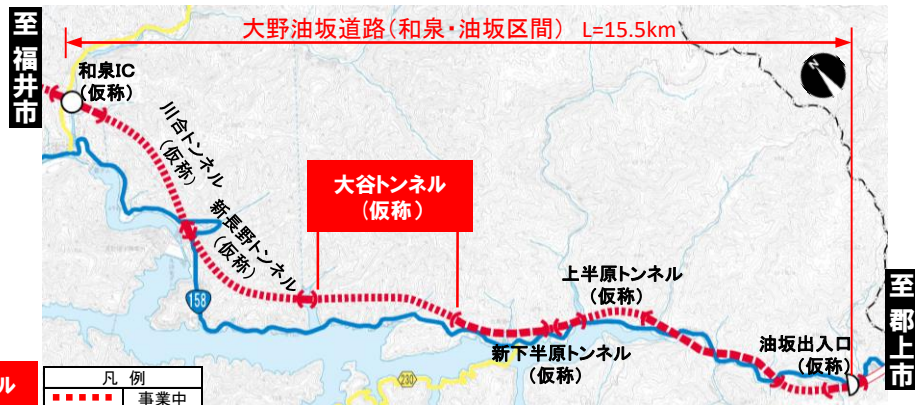 大野油坂道路(和泉・油坂区間) L=15.5km
至 福井市
和泉IC
(仮称)
川合トンネル
(仮称)
新長野トンネル
(仮称)
大谷トンネル
(仮称)
158
上半原トンネル
(仮称)
新下半原トンネル
(仮称)
230
油坂出入口
(仮称)
至 郡上市
N
ル
凡 例
事業中